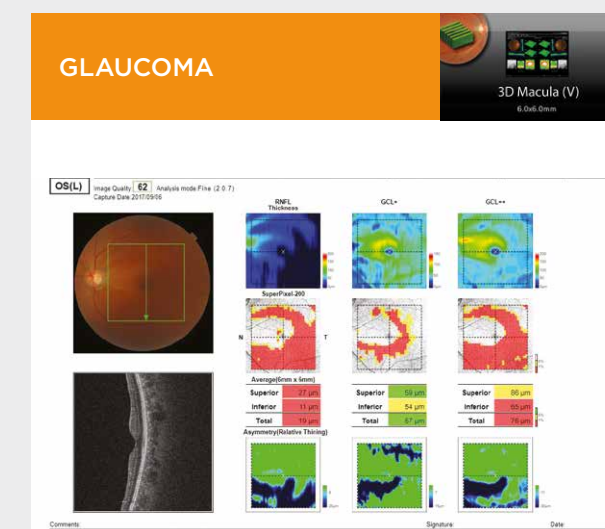 GLAUCOMA
3D Macula (V)
6.0x6.0mm
OS(L) Image Quality 62 Analysis mode:Fine (2.0.7)
Capture Date 2017/09/06
RNFL Thickness GCL+ GCL++
SuperPixel-200
N T
Average(6mm x 6mm)
Superior 27 µm Superior 59 µm Superior 86 µm
Inferior 11 µm Inferior 54 µm Inferior 65 µm
Total 19 µm Total 57 µm Total 76 µm
Asymmetry(Relative Thining)
Comments: Signature: Date: